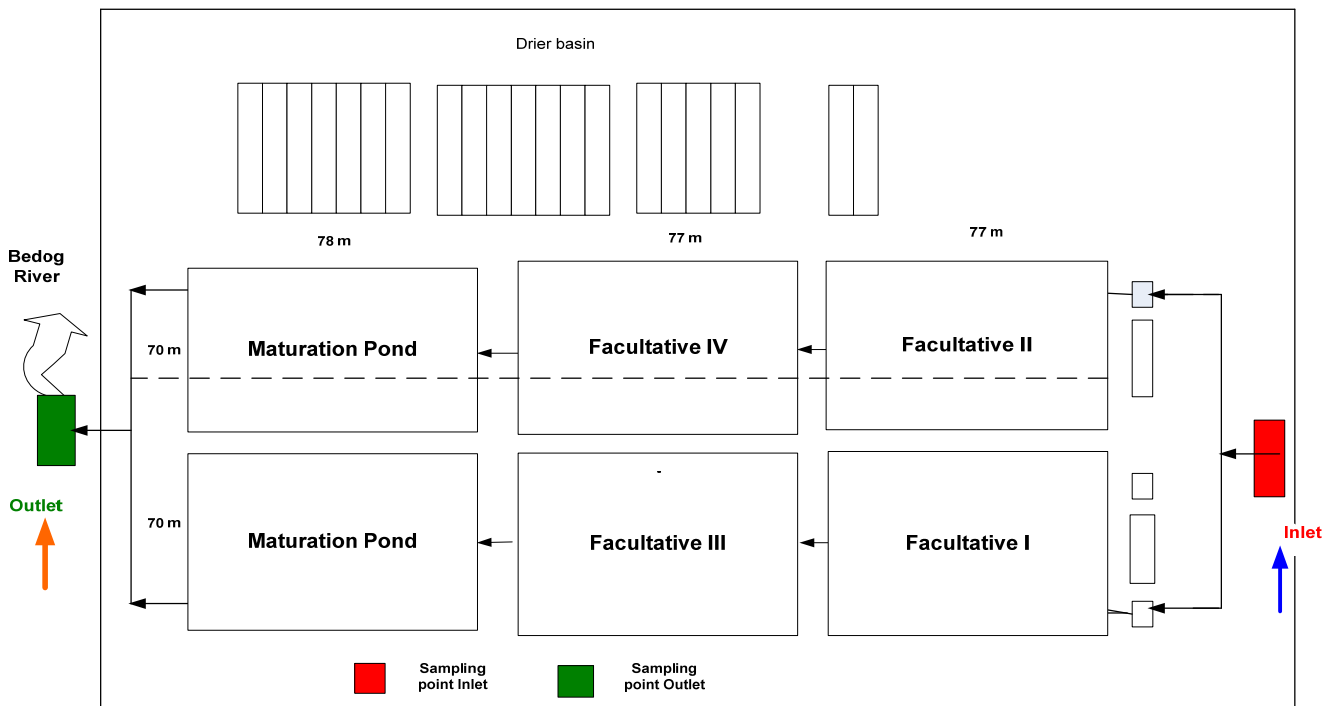 Drier basin
78 m
77 m
77 m
Bedog
River
70 m
Maturation Pond
Facultative IV
Facultative II
Outlet
70 m
Maturation Pond
-
Facultative III
Facultative I
Inlet
Sampling
point Inlet
Sampling
point Outlet